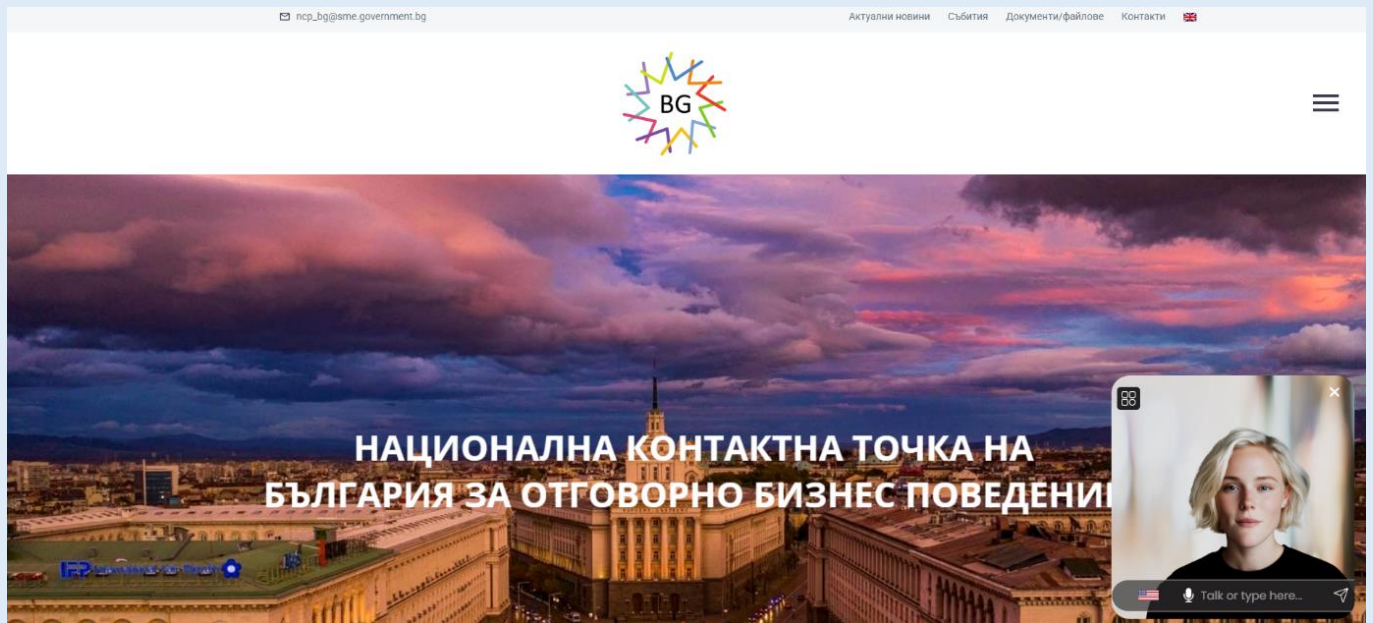 ncp_bg@sme.government.bg
Актуални новини Събития Документи/файлове Контакти
BG
НАЦИОНАЛНА КОНТАКТНА ТОЧКА НА
БЪЛГАРИЯ ЗА ОТГОВОРНО БИЗНЕС ПОВЕДЕНИ
Talk or type here...